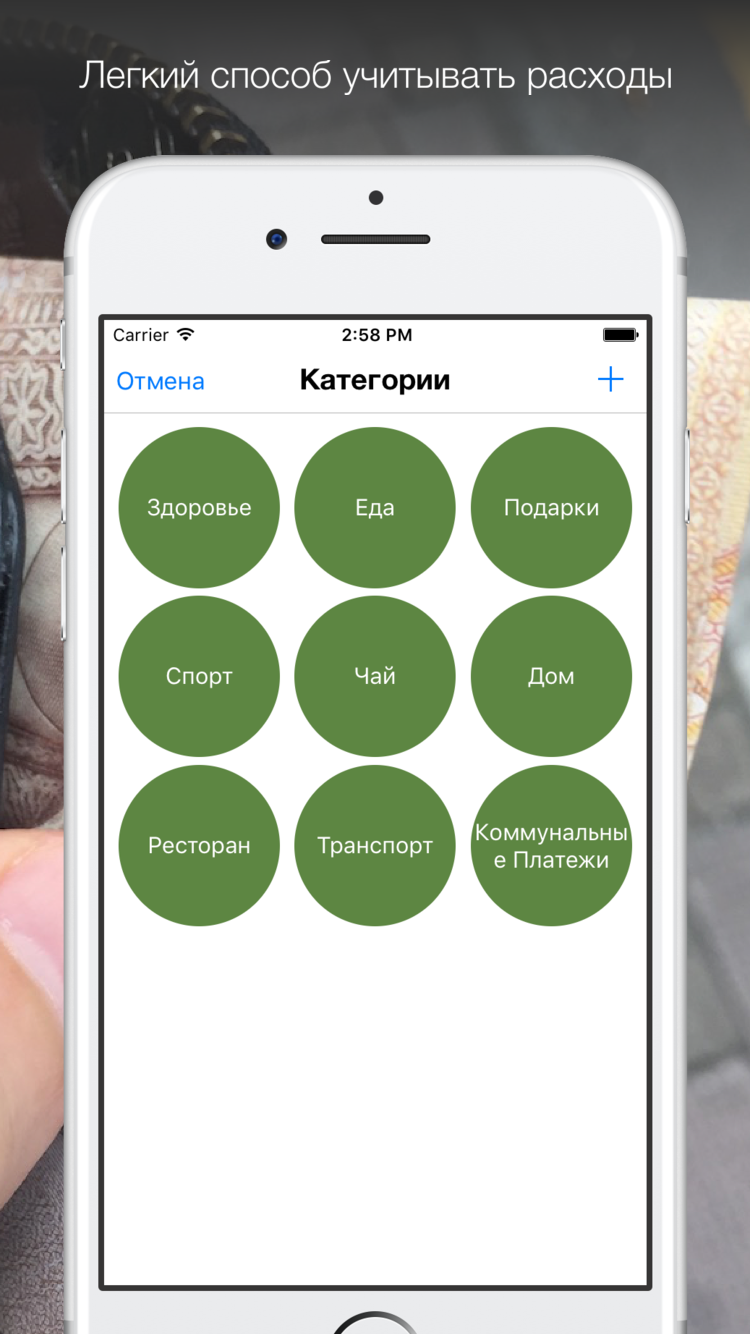 Легкий способ учитывать расходы
Carrier 2:58 PM
Отмена Категории +
Здоровье Еда Подарки
Спорт Чай Дом
Ресторан Транспорт Коммунальны
е Платежи